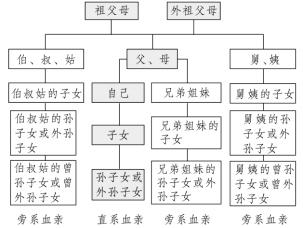 祖父母 外祖父母
伯、叔、姑 父、母 舅、姨
伯叔姑的子女 自己 兄弟姐妹 舅姨的子女
伯叔姑的孙
子女或外孙
子女
子女
兄弟姐妹的
子女
舅姨的孙
子女或外
孙子女
伯叔姑的曾
孙子女或曾
外孙子女
孙子女或
外孙子女
兄弟姐妹的
孙子女或外
孙子女
舅姨的曾孙
子女或曾外
孙子女
旁系血亲 直系血亲 旁系血亲 旁系血亲